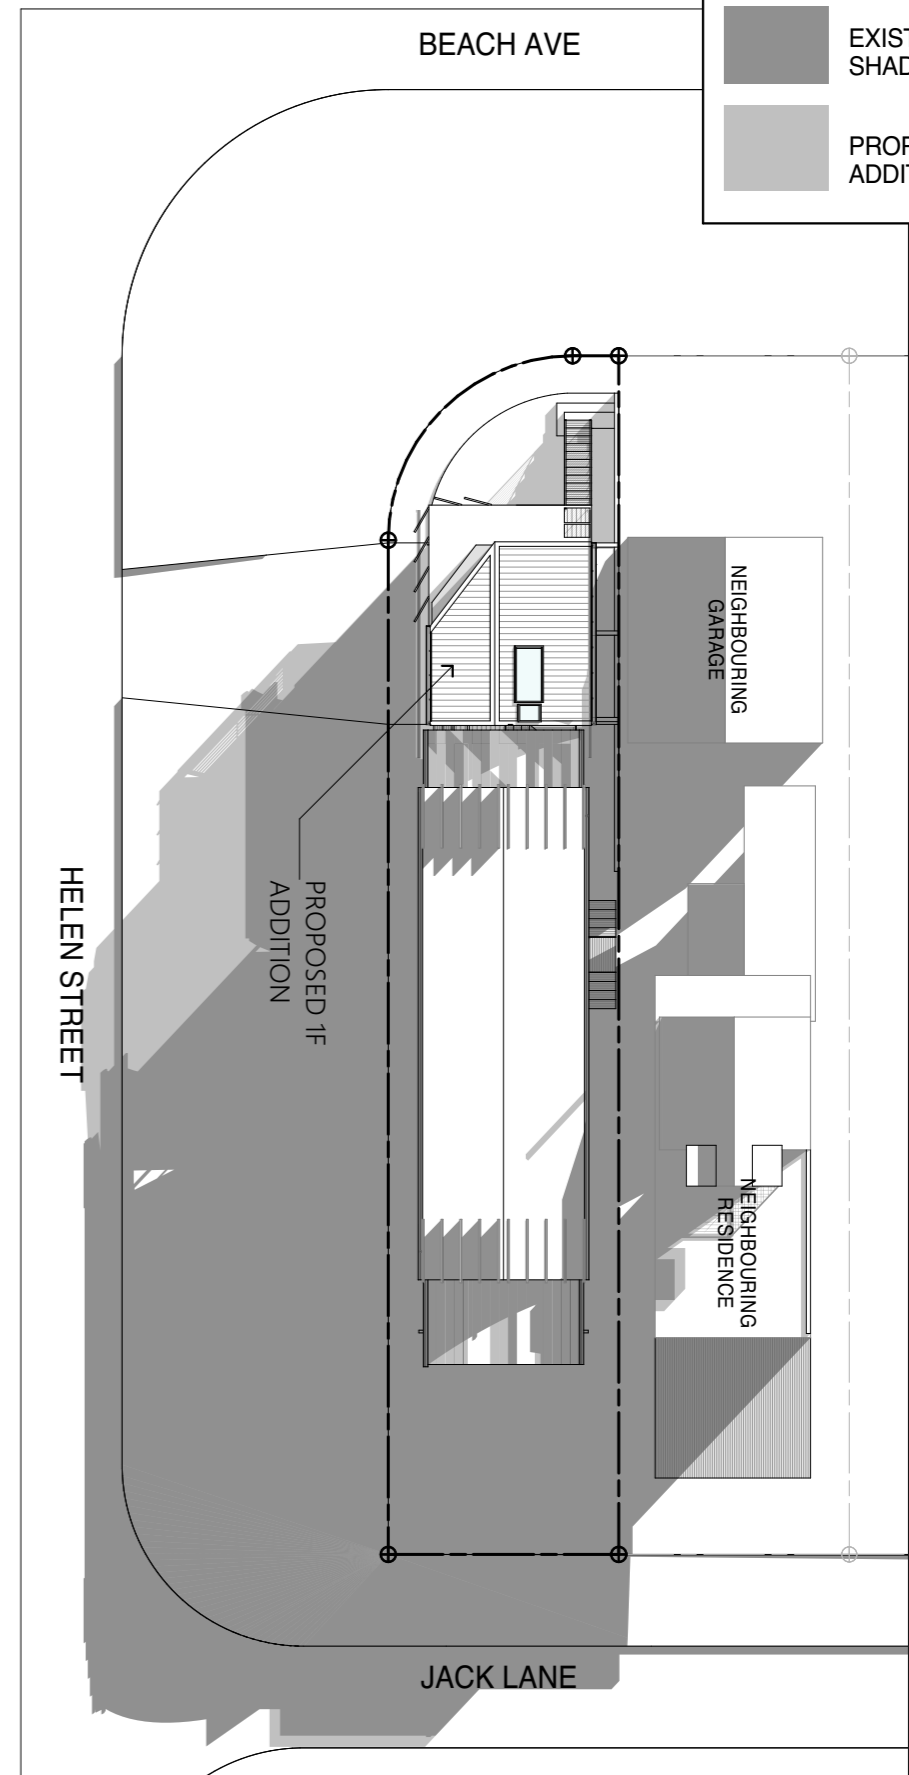 BEACH AVE
EXIST
SHAD
PROP
ADDIT
NEIGHBOURING
GARAGE
HELEN STREET
PROPOSED 1F
ADDITION
NEIGHBOURING
RESIDENCE
JACK LANE